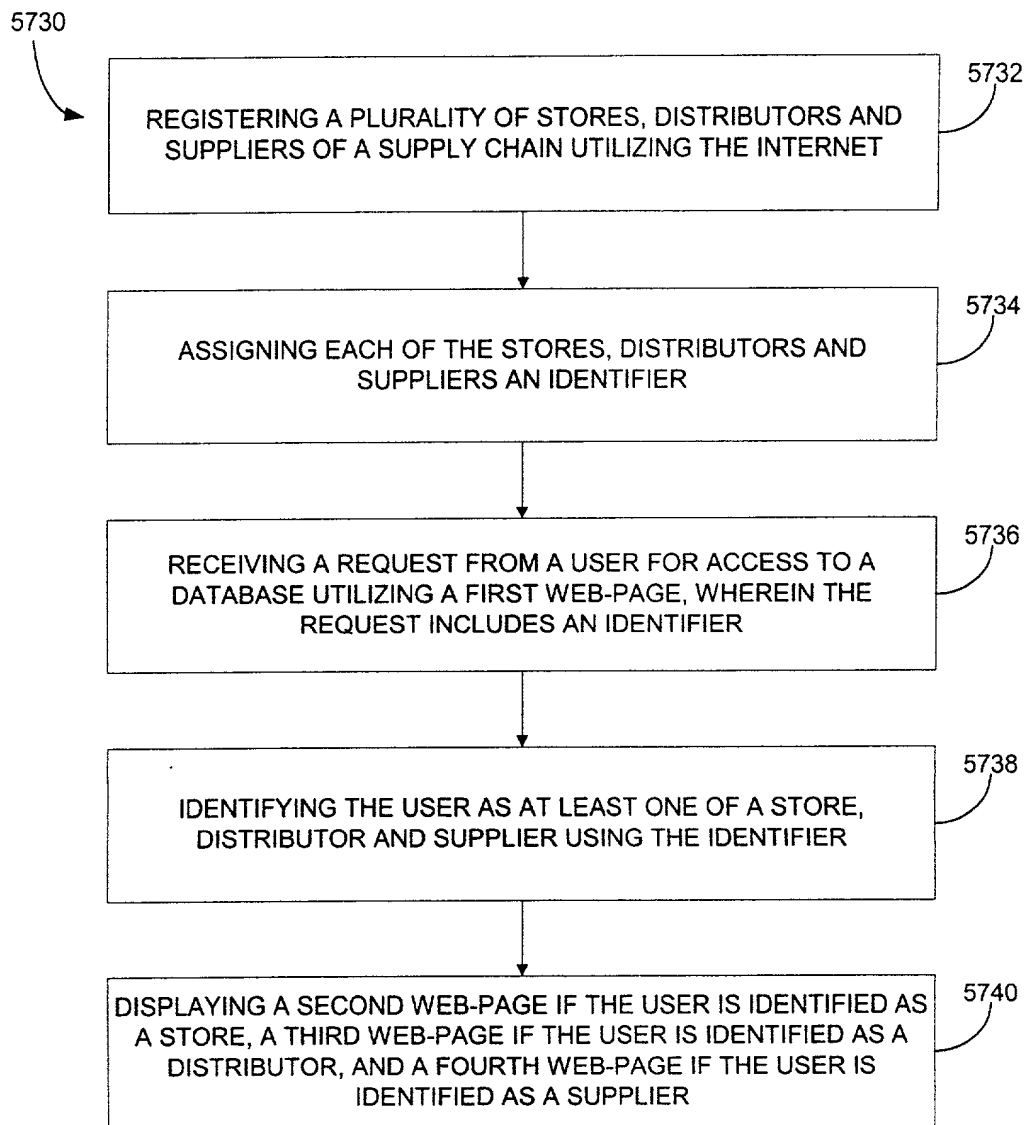 5730
5732
REGISTERING A PLURALITY OF STORES, DISTRIBUTORS AND
SUPPLIERS OF A SUPPLY CHAIN UTILIZING THE INTERNET
5734
ASSIGNING EACH OF THE STORES, DISTRIBUTORS AND
SUPPLIERS AN IDENTIFIER
5736
RECEIVING A REQUEST FROM A USER FOR ACCESS TO A
DATABASE UTILIZING A FIRST WEB-PAGE, WHEREIN THE
REQUEST INCLUDES AN IDENTIFIER
5738
IDENTIFYING THE USER AS AT LEAST ONE OF A STORE,
DISTRIBUTOR AND SUPPLIER USING THE IDENTIFIER
5740
DISPLAYING A SECOND WEB-PAGE IF THE USER IS IDENTIFIED AS
A STORE, A THIRD WEB-PAGE IF THE USER IS IDENTIFIED AS A
DISTRIBUTOR, AND A FOURTH WEB-PAGE IF THE USER IS
IDENTIFIED AS A SUPPLIER